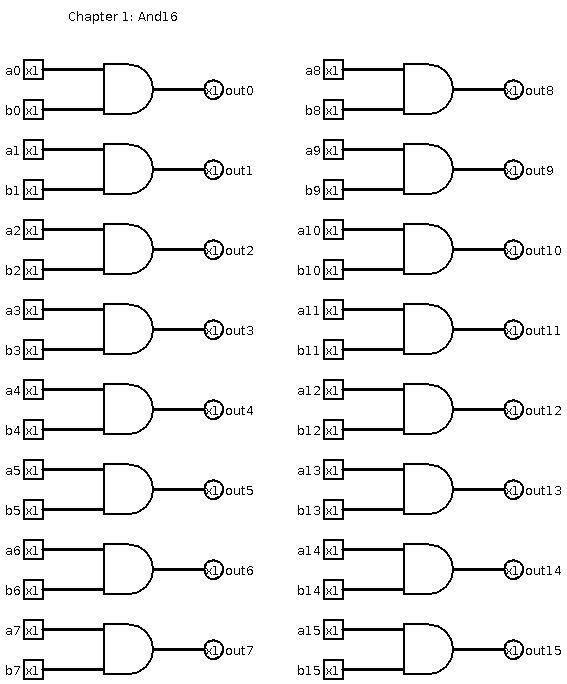 Chapter 1: And16
a0 x1
x1 out0
b0 x1
a1 x1
x1 out1
b1 x1
a2 x1
x1 out2
b2 x1
a3 x1
x1 out3
b3 x1
a4 x1
x1 out4
b4 x1
a5 x1
x1 out5
b5 x1
a6 x1
x1 out6
b6 x1
a7 x1
x1 out7
b7 x1
a8 x1
x1 out8
b8 x1
a9 x1
x1 out9
b9 x1
a10 x1
x1 out10
b10 x1
a11 x1
x1 out11
b11 x1
a12 x1
x1 out12
b12 x1
a13 x1
x1 out13
b13 x1
a14 x1
x1 out14
b14 x1
a15 x1
x1 out15
b15 x1